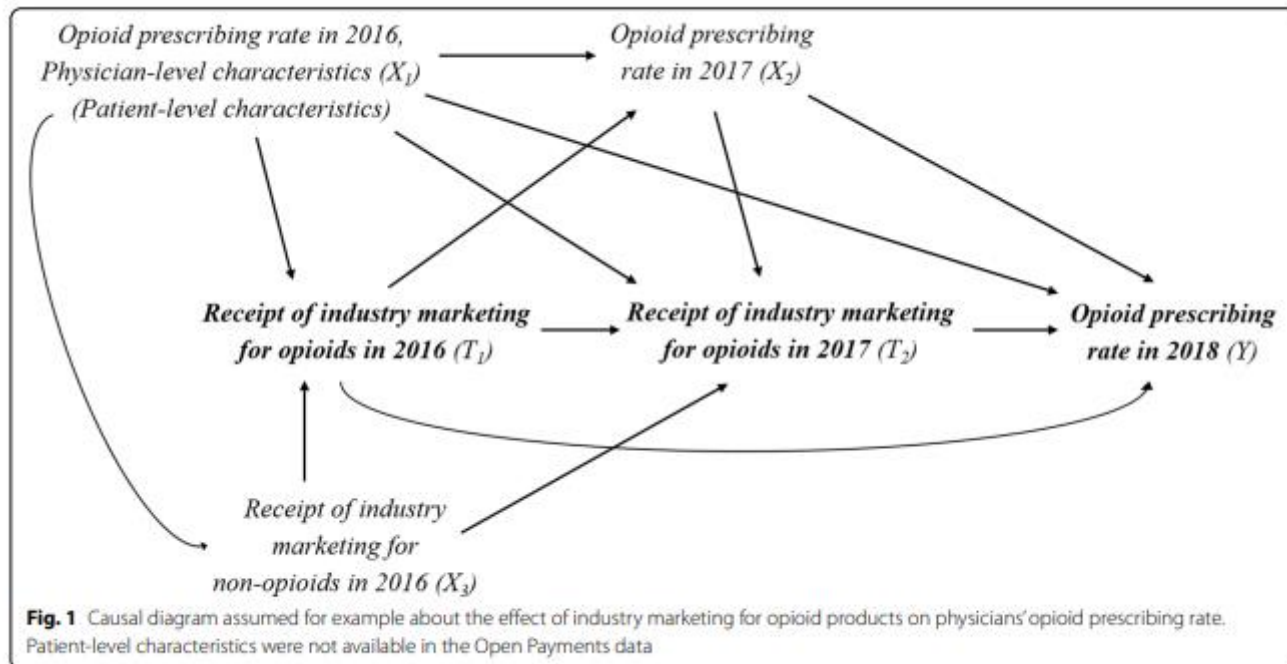 Opioid prescribing rate in 2016,
Physician-level characteristics (X₁)
(Patient-level characteristics)
Opioid prescribing
rate in 2017 (X₂)
Receipt of industry marketing
for opioids in 2016 (T₁)
Receipt of industry marketing
for opioids in 2017 (T₂)
Opioid prescribing
rate in 2018 (Y)
Receipt of industry
marketing for
non-opioids in 2016 (X₃)
Fig. 1 Causal diagram assumed for example about the effect of industry marketing for opioid products on physicians' opioid prescribing rate.
Patient-level characteristics were not available in the Open Payments data